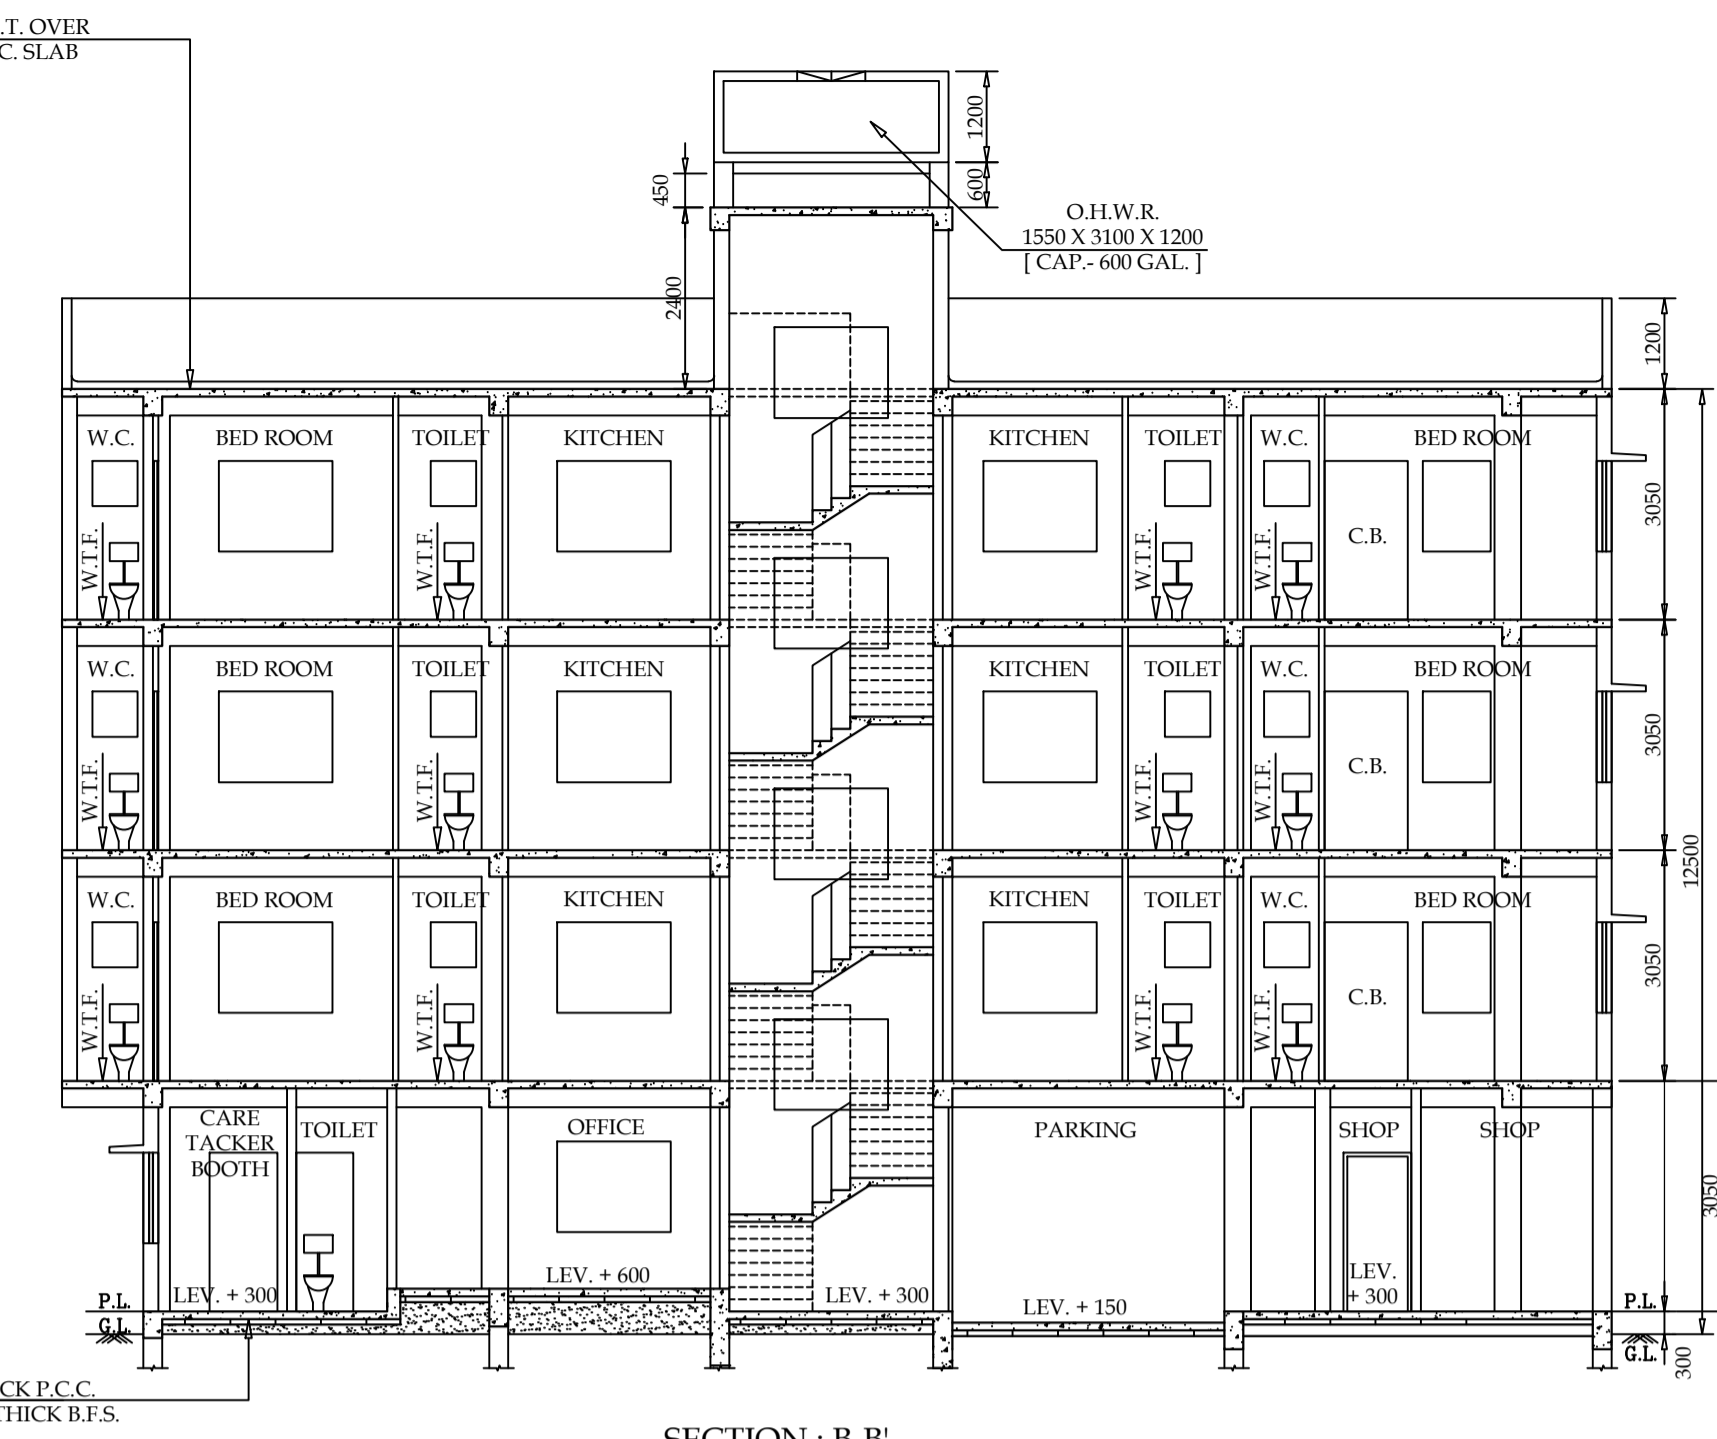 .T. OVER
C. SLAB
1200
450
600
O.H.W.R.
1550 X 3100 X 1200
[ CAP.- 600 GAL. ]
2400
1200
W.C. BED ROOM TOILET KITCHEN KITCHEN TOILET W.C. BED ROOM
W.T.F. W.T.F. W.T.F. W.T.F. C.B. 3050
W.C. BED ROOM TOILET KITCHEN KITCHEN TOILET W.C. BED ROOM
W.T.F. W.T.F. W.T.F. W.T.F. C.B. 3050
12500
W.C. BED ROOM TOILET KITCHEN KITCHEN TOILET W.C. BED ROOM
W.T.F. W.T.F. W.T.F. W.T.F. C.B. 3050
CARE
TACKER
BOOTH
TOILET
OFFICE
PARKING
SHOP
SHOP
3050
LEV. + 300
LEV. + 600
LEV. + 300
LEV. + 150
LEV.
+ 300
P.L.
G.L.
P.L.
G.L.
300
CK P.C.C.
THICK B.F.S.
SECTION : B-B'